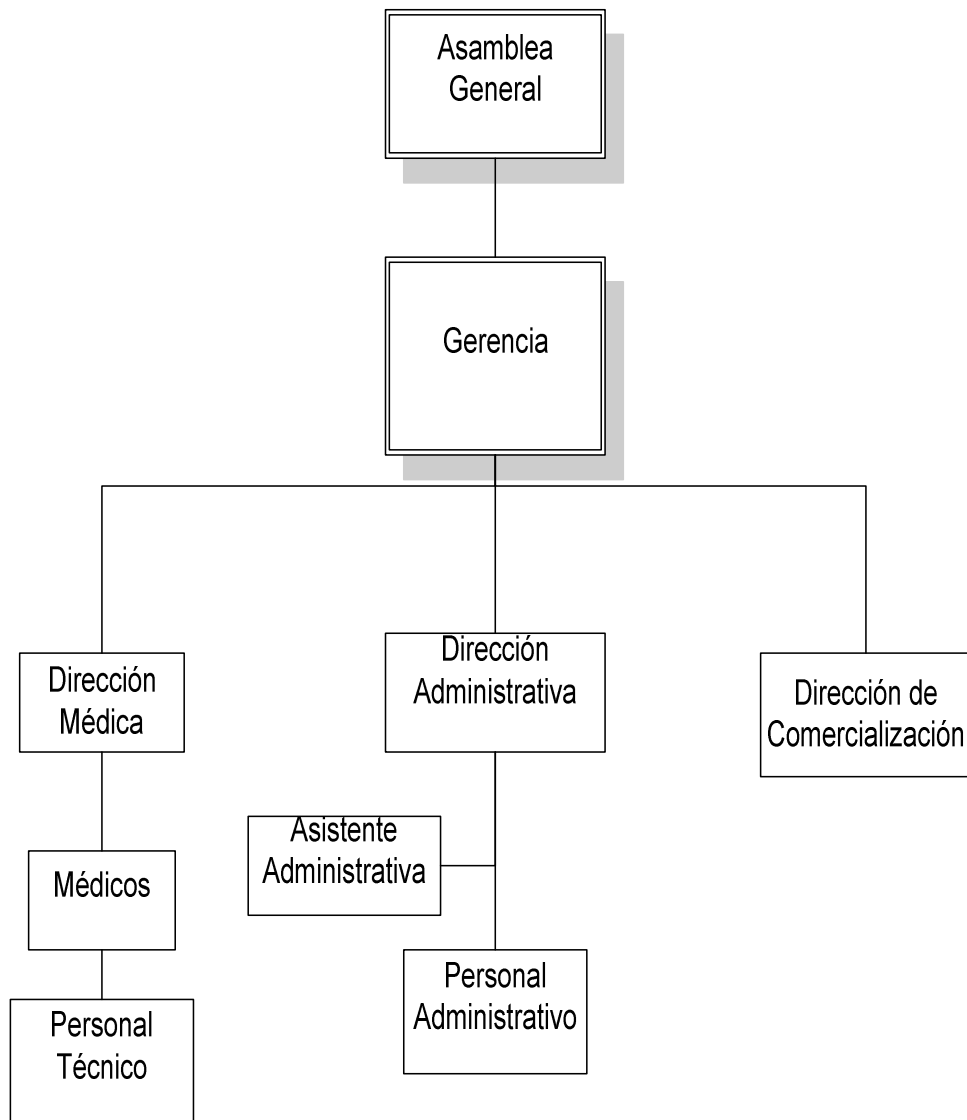 Asamblea
General
Gerencia
Dirección
Médica
Dirección
Administrativa
Dirección de
Comercialización
Asistente
Administrativa
Médicos
Personal
Administrativo
Personal
Técnico